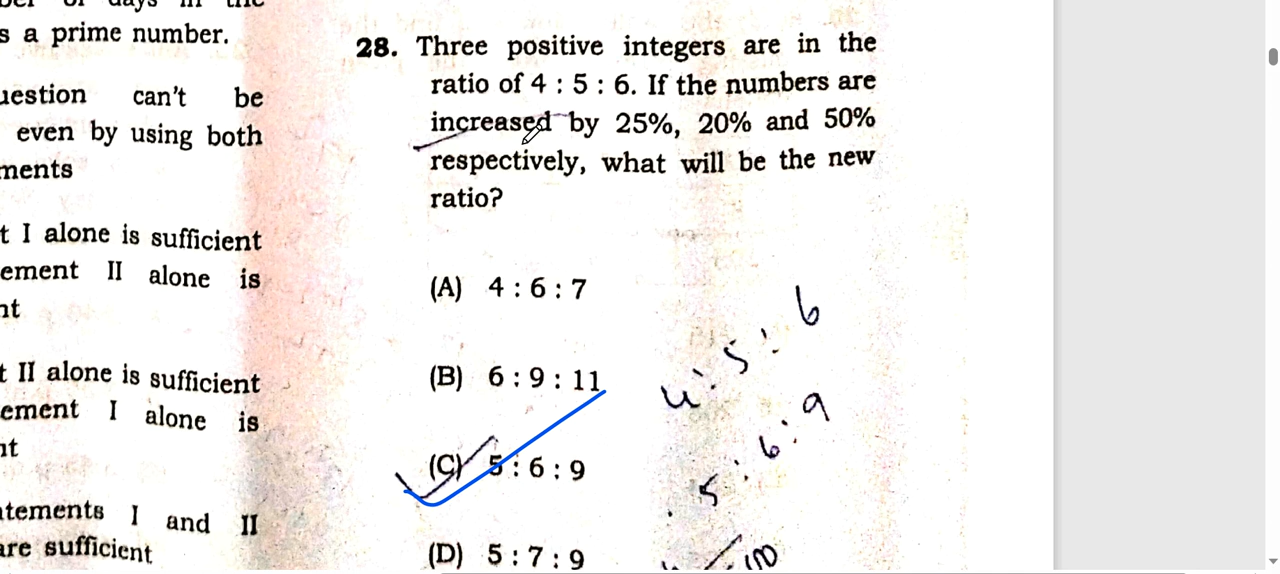 s a prime number.
uestion can't be
even by using both
ments
t I alone is sufficient
ement II alone is
nt
t II alone is sufficient
ement I alone is
nt
tements I and II
are sufficient
28. Three positive integers are in the
ratio of 4 : 5 : 6. If the numbers are
increased by 25%, 20% and 50%
respectively, what will be the new
ratio?
(A) 4 : 6 : 7
(B) 6 : 9 : 11
(C) 5 : 6 : 9
(D) 5 : 7 : 9
4 : 5 : 6
5 : 6 : 9